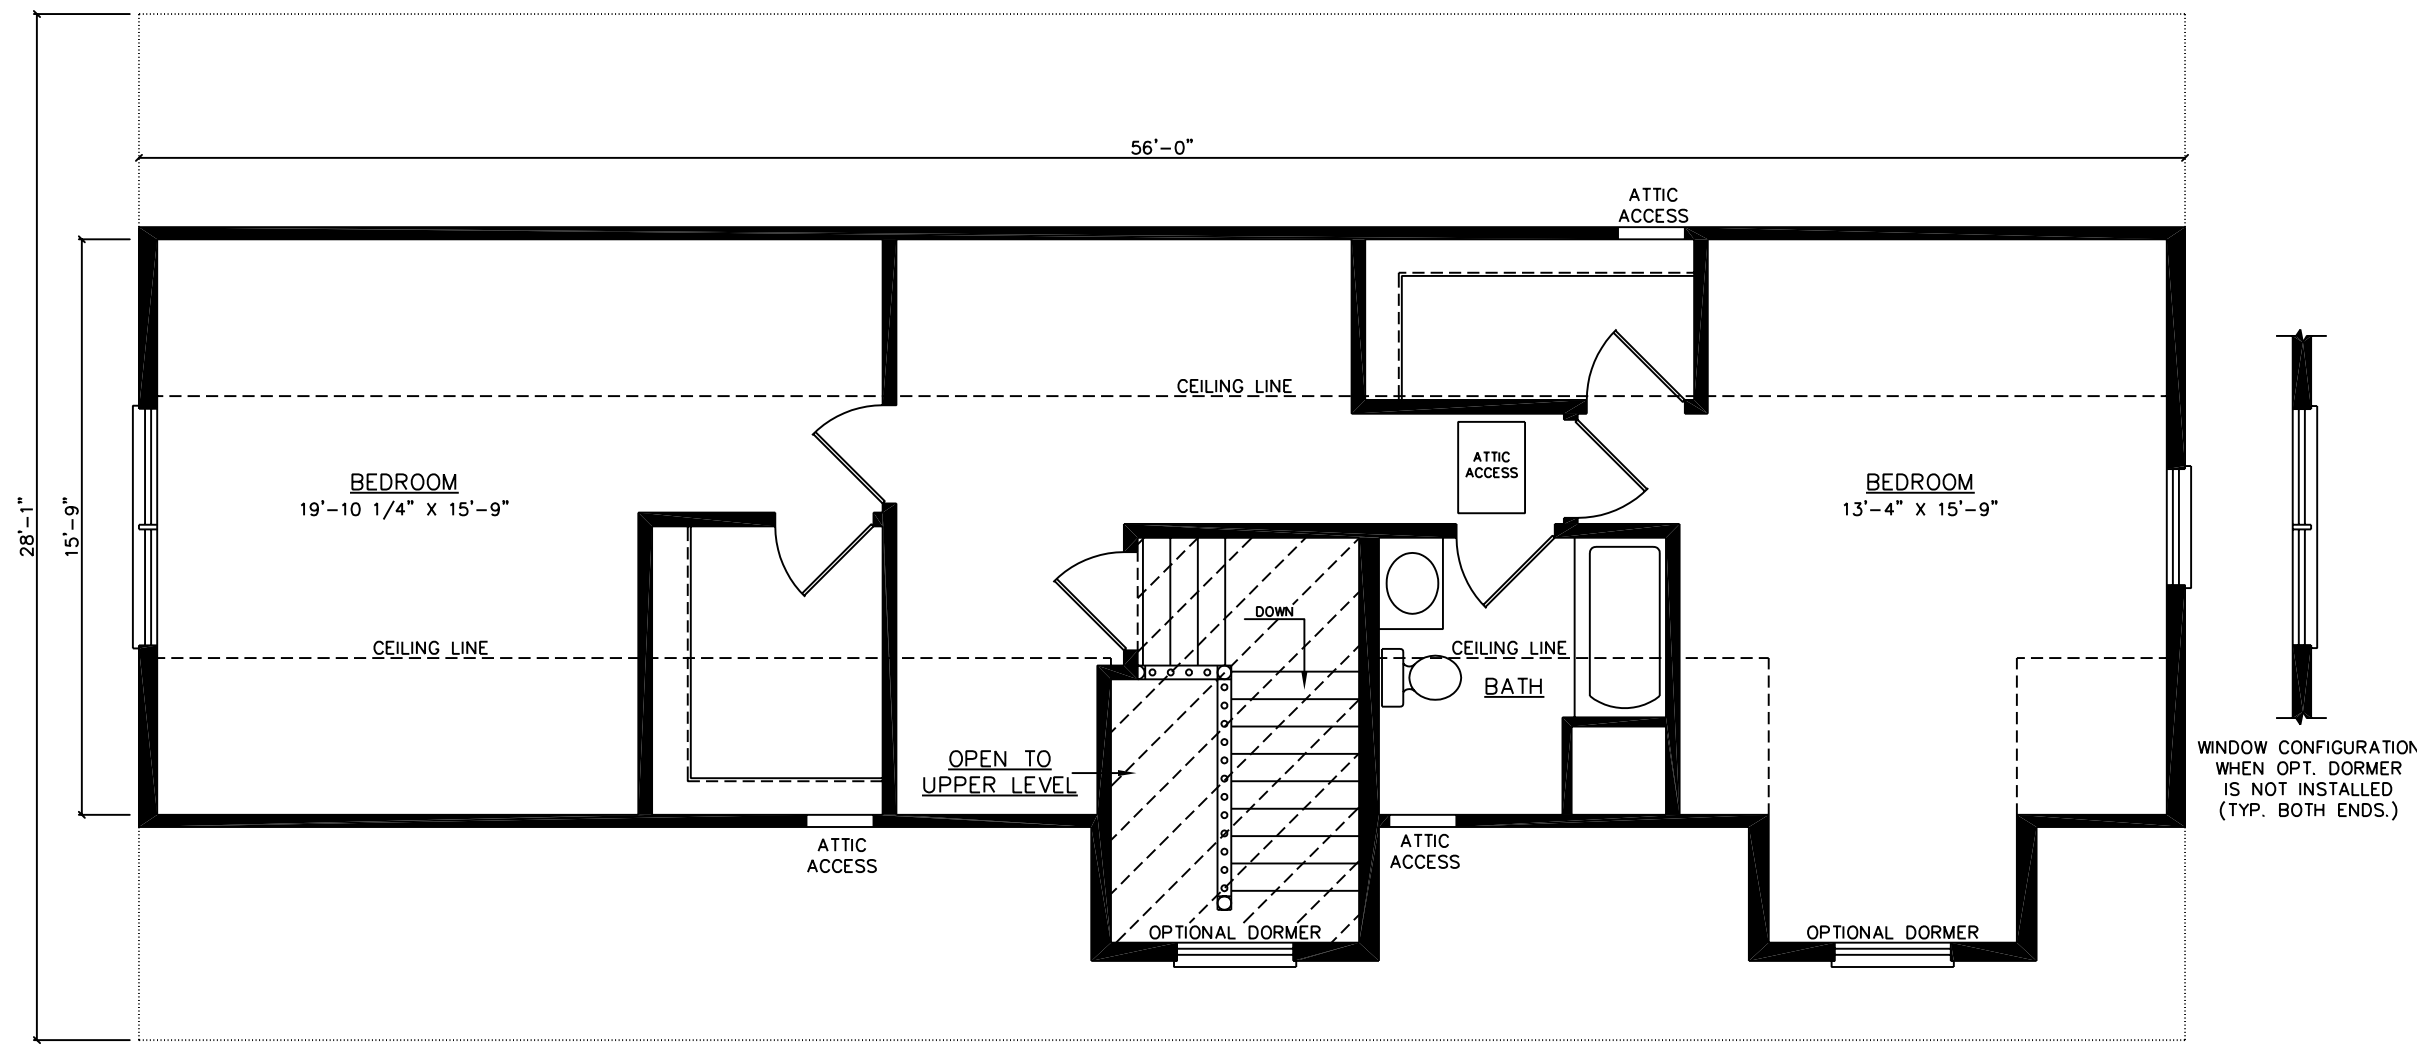 56'-0"
ATTIC
ACCESS
CEILING LINE
ATTIC
ACCESS
BEDROOM
19'-10 1/4" X 15'-9"
BEDROOM
13'-4" X 15'-9"
28'-1"
15'-9"
DOWN
CEILING LINE
CEILING LINE
BATH
OPEN TO
UPPER LEVEL
WINDOW CONFIGURATION
WHEN OPT. DORMER
IS NOT INSTALLED
(TYP. BOTH ENDS.)
ATTIC
ACCESS
ATTIC
ACCESS
OPTIONAL DORMER
OPTIONAL DORMER